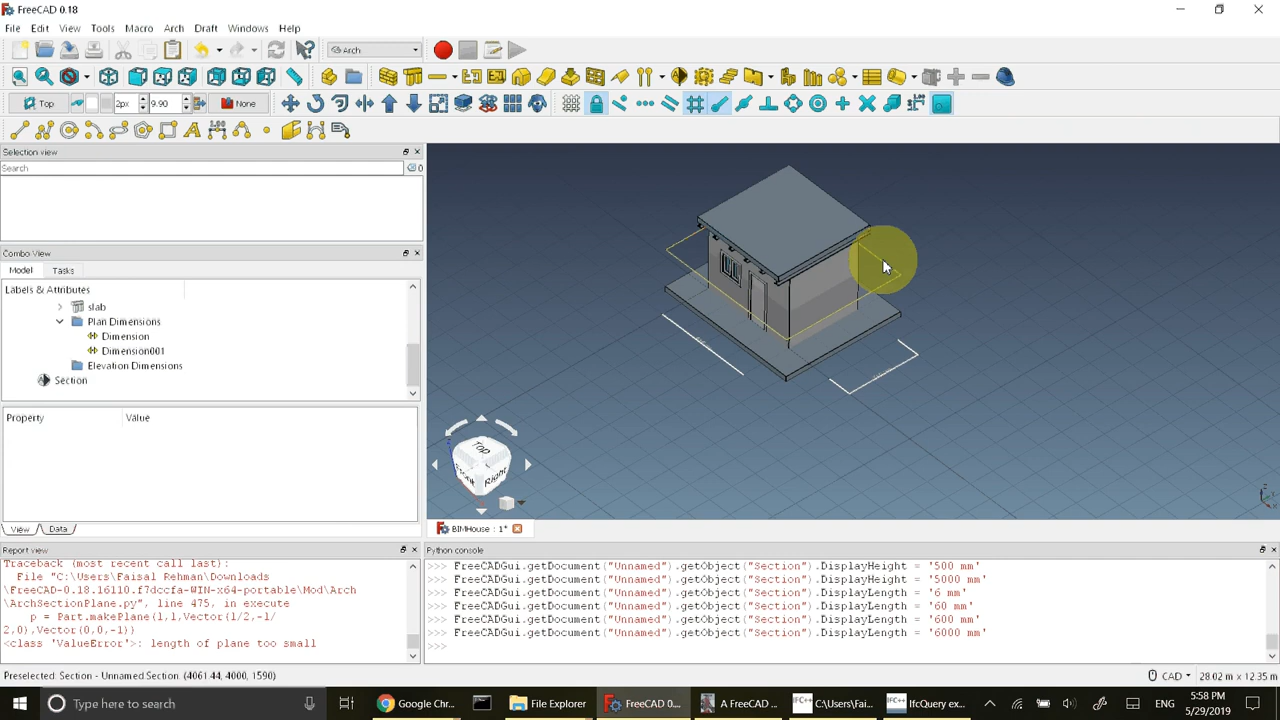 FreeCAD 0.18
File Edit View Tools Macro Arch Draft Windows Help
Arch
Top 2px 9.90 None
Selection view
Search
0
Combo View
Model Tasks
Labels & Attributes
slab
Plan Dimensions
Dimension
Dimension001
Elevation Dimensions
Section
Property Value
Top
Front
Right
View Data
BIMHouse : 1*
Report view
Traceback (most recent call last):
File "C:\Users\Faisal Rehman\Downloads
\FreeCAD-0.18.16110.f7dccfa-WIN-x64-portable\Mod\Arch
\ArchSectionPlane.py", line 475, in execute
p = Part.makePlane(1,1,Vector(1/2,-1/
2,0),Vector(0,0,-1))
<class 'ValueError'>: length of plane too small
Python console
>>> FreeCADGui.getDocument("Unnamed").getObject("Section").DisplayHeight = '500 mm'
>>> FreeCADGui.getDocument("Unnamed").getObject("Section").DisplayHeight = '5000 mm'
>>> FreeCADGui.getDocument("Unnamed").getObject("Section").DisplayLength = '6 mm'
>>> FreeCADGui.getDocument("Unnamed").getObject("Section").DisplayLength = '60 mm'
>>> FreeCADGui.getDocument("Unnamed").getObject("Section").DisplayLength = '600 mm'
>>> FreeCADGui.getDocument("Unnamed").getObject("Section").DisplayLength = '6000 mm'
>>>
Preselected: Section - Unnamed.Section. (4061.44, 4000, 1590)
CAD
28.02 m x 12.35 m
Type here to search
Google Chr...
File Explorer
FreeCAD 0....
A FreeCAD ...
C:\Users\Fai...
IfcQuery ex...
5:58 PM
5/29/2019